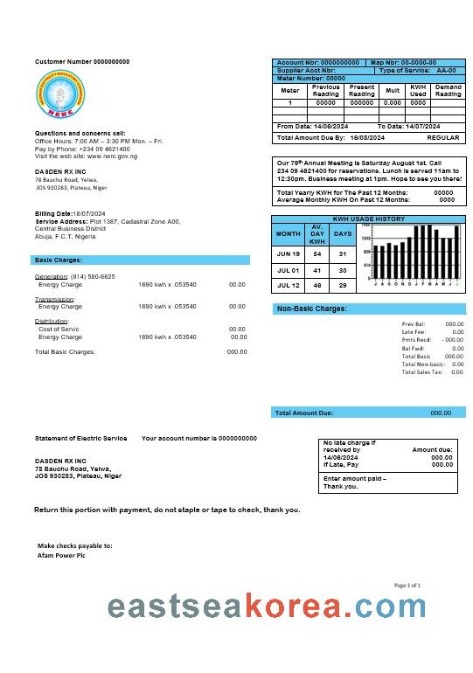 Customer Number 0000000000
NERC
Questions and concerns call:
Office Hours: 7:00 AM – 3:30 PM Mon. – Fri.
Pay by Phone: +234 09 4621400
Visit the web site: www.nerc.gov.ng
DASDEN RX INC
78 Bauchu Road, Yelwa,
JOS 930283, Plateau, Niger
Billing Date:18/07/2024
Service Address: Plot 1387, Cadastral Zone A00,
Central Business District
Abuja, F.C.T, Nigeria
Account Nbr: 0000000000 Map Nbr: 00-0000-00
Supplier Acct Nbr: Type of Service: AA-00
Meter Number: 00000
Meter Previous Reading Present Reading Mult KWH Used Demand Reading
1 00000 000000 0.000 0000
From Date: 14/06/2024 To Date: 14/07/2024
Total Amount Due By: 16/08/2024 REGULAR
Our 79th Annual Meeting is Saturday August 1st. Call
234 09 4621400 for reservations. Lunch is served 11am to
12:30pm. Business meeting at 1pm. Hope to see you there!
Total Yearly KWH for The Past 12 Months: 00000
Average Monthly KWH On Past 12 Months: 0000
KWH USAGE HISTORY
MONTH AV. DAY KWH DAYS
JUN 19 54 31
JUL 01 41 30
JUL 12 46 29
J A S O N D J F M A M J J
Basic Charges:
Generation: (814) 560-6625
Energy Charge 1690 kwh x .053540 00.00
Transmission:
Energy Charge 1690 kwh x .053540 00.00
Distribution:
Cost of Servic 00.00
Energy Charge 1690 kwh x .053540 00.00
Total Basic Charges: 000.00
Non-Basic Charges:
Prev Bal: 000.00
Late Fee: 0.00
Pmts Recd: - 000.00
Bal Fwd: 0.00
Total Basic 000.00
Total Non-basic: 0.00
Total Sales Tax: 0.00
Total Amount Due: 000.00
Statement of Electric Service Your account number is 0000000000
DASDEN RX INC
78 Bauchu Road, Yelwa,
JOS 930283, Plateau, Niger
No late charge if
received by Amount due:
14/08/2024 000.00
If Late, Pay 000.00
Enter amount paid –
Thank you.
Return this portion with payment, do not staple or tape to check, thank you.
Make checks payable to:
Afam Power Plc
Page 1 of 1
eastseakorea.com